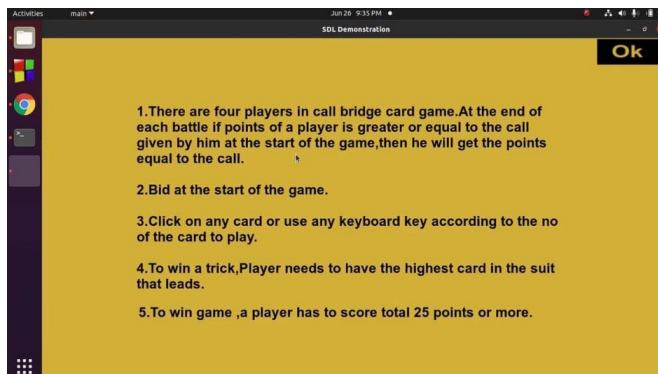 Activities main Jun 26 9:35 PM
SDL Demonstration
Ok
1.There are four players in call bridge card game.At the end of
each battle if points of a player is greater or equal to the call
given by him at the start of the game,then he will get the points
equal to the call.
2.Bid at the start of the game.
3.Click on any card or use any keyboard key according to the no
of the card to play.
4.To win a trick,Player needs to have the highest card in the suit
that leads.
5.To win game ,a player has to score total 25 points or more.